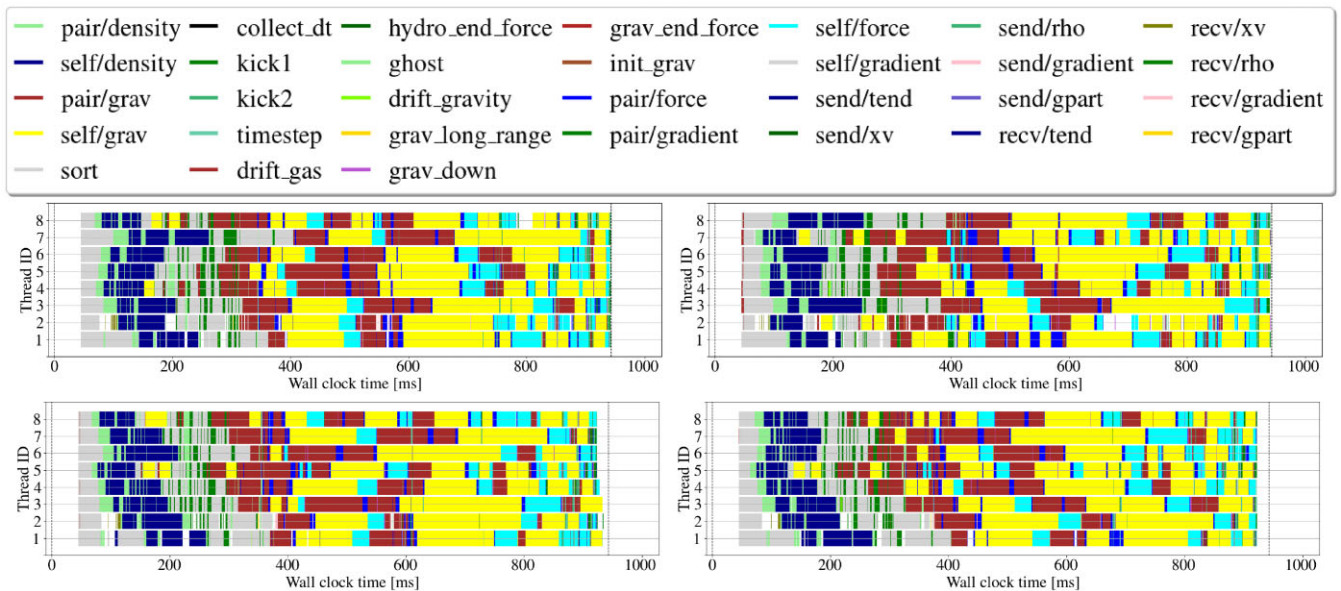 pair/density collect_dt hydro_end_force grav_end_force self/force send/rho recv/xv
self/density kick1 ghost init_grav self/gradient send/gradient recv/rho
pair/grav kick2 drift_gravity pair/force send/tend send/gpart recv/gradient
self/grav timestep grav_long_range pair/gradient send/xv recv/tend recv/gpart
sort drift_gas grav_down
Thread ID
8
7
6
5
4
3
2
1
0 200 400 600 800 1000
Wall clock time [ms]
Thread ID
8
7
6
5
4
3
2
1
0 200 400 600 800 1000
Wall clock time [ms]
Thread ID
8
7
6
5
4
3
2
1
0 200 400 600 800 1000
Wall clock time [ms]
Thread ID
8
7
6
5
4
3
2
1
0 200 400 600 800 1000
Wall clock time [ms]